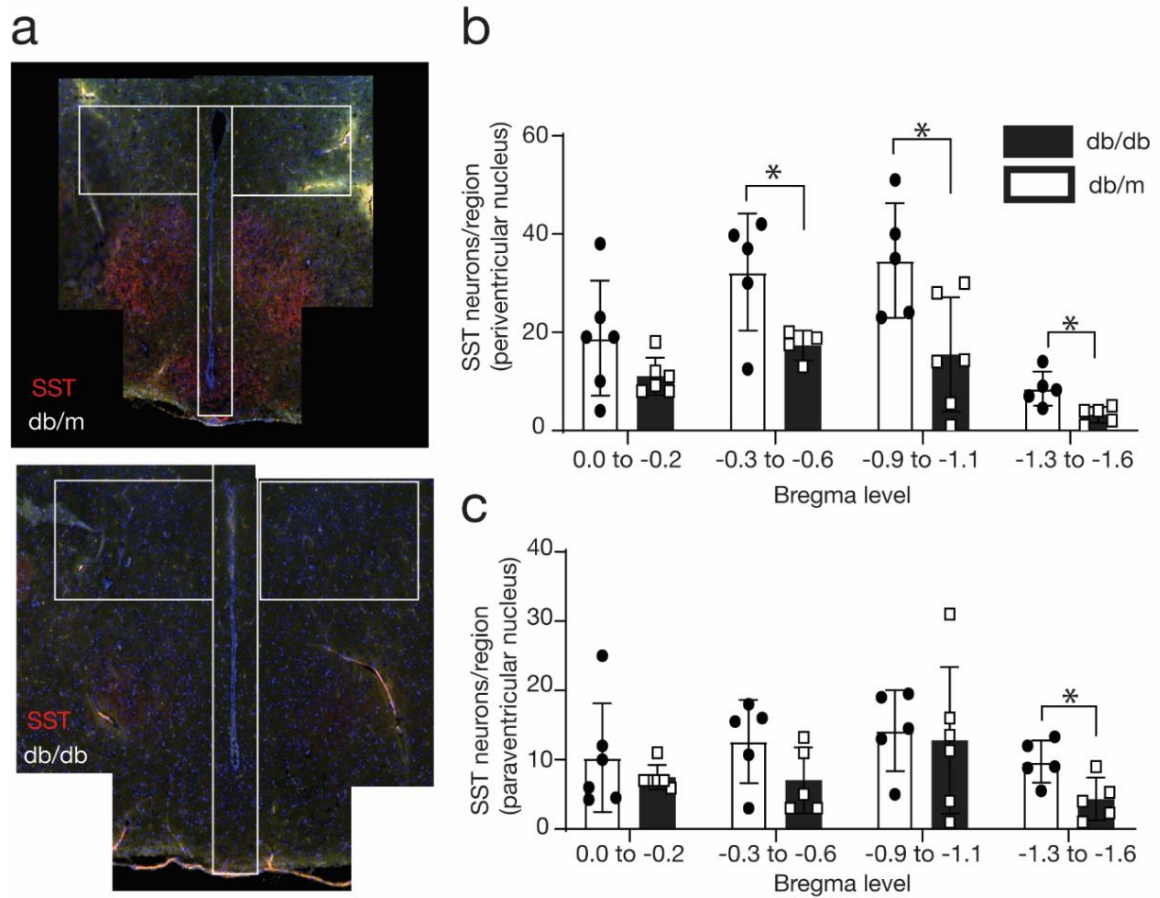 a
SST
db/m
SST
db/db
b
SST neurons/region
(periventricular nucleus)
60
40
20
0
*
*
*
db/db
db/m
0.0 to -0.2
-0.3 to -0.6
-0.9 to -1.1
-1.3 to -1.6
Bregma level
c
SST neurons/region
(paraventricular nucleus)
40
30
20
10
0
*
0.0 to -0.2
-0.3 to -0.6
-0.9 to -1.1
-1.3 to -1.6
Bregma level